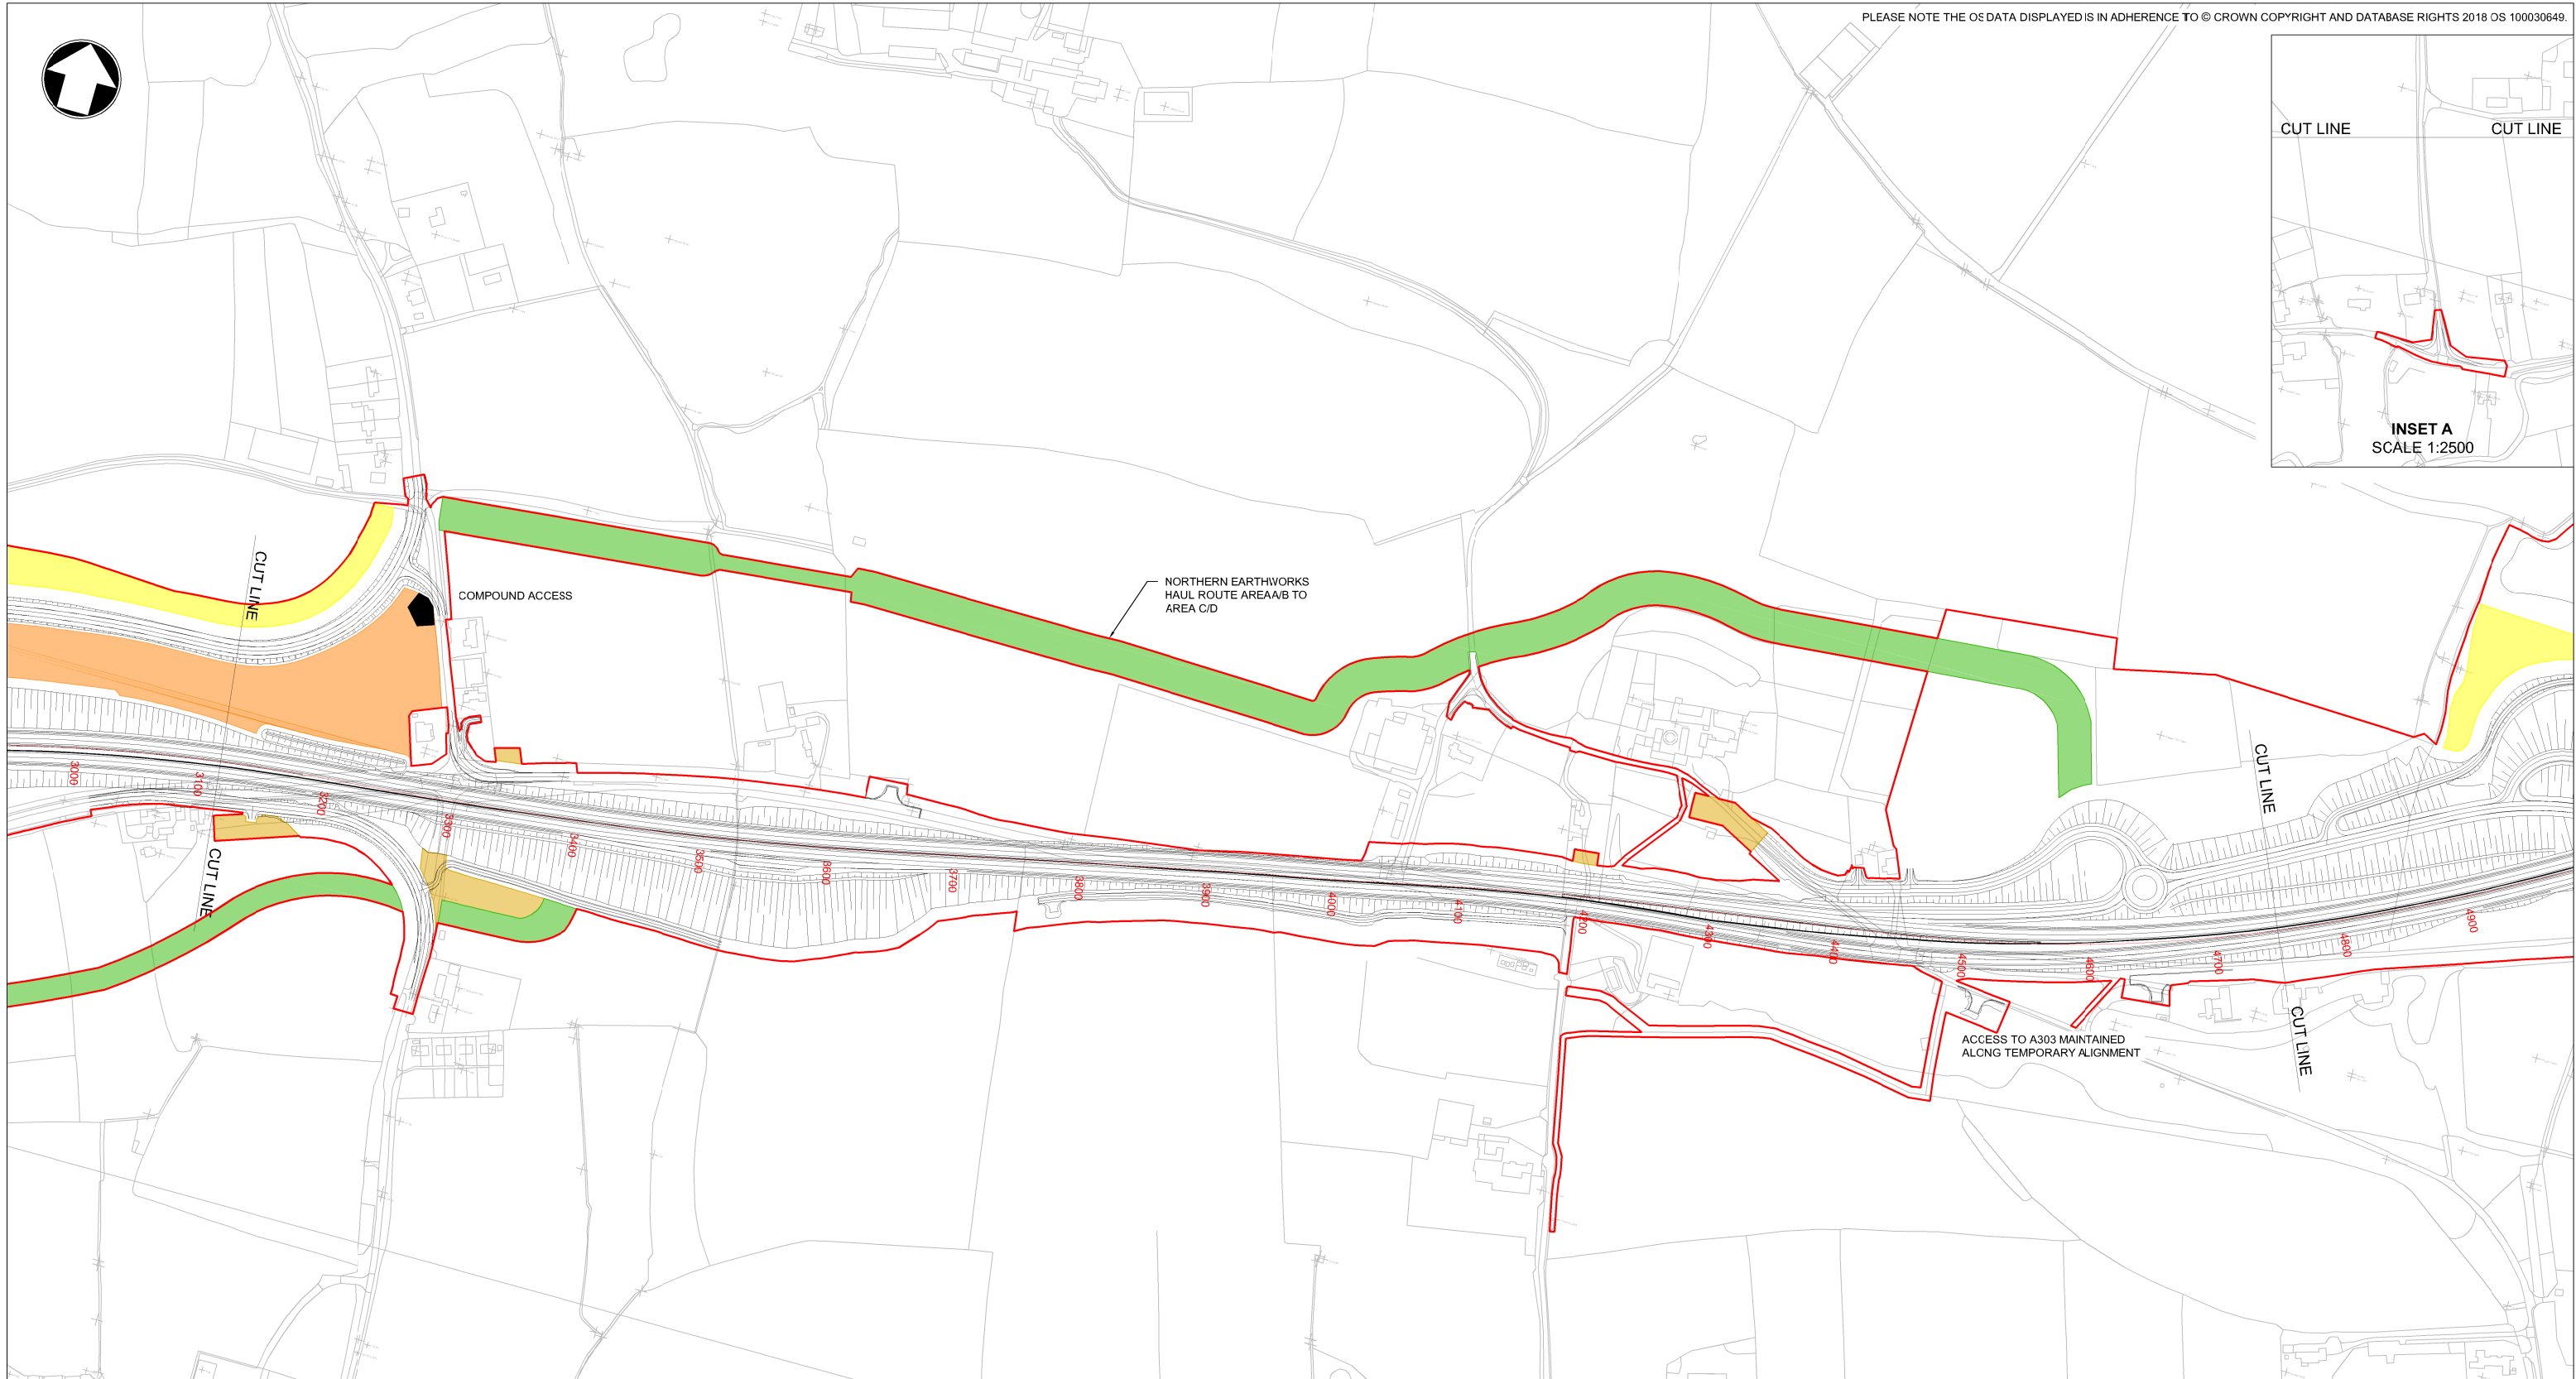 PLEASE NOTE THE OS DATA DISPLAYED IS IN ADHERENCE TO © CROWN COPYRIGHT AND DATABASE RIGHTS 2018 OS 100030649.
CUT LINE
CUT LINE
INSET A
SCALE 1:2500
CUT LINE
COMPOUND ACCESS
NORTHERN EARTHWORKS
HAUL ROUTE AREA A/B TO
AREA C/D
CUT LINE
3000
3100
3200
3300
3400
3500
3600
3700
3800
3900
4000
4100
4200
4300
4400
4500
4600
4700
4800
4900
CUT LINE
ACCESS TO A303 MAINTAINED
ALONG TEMPORARY ALIGNMENT
CUT LINE